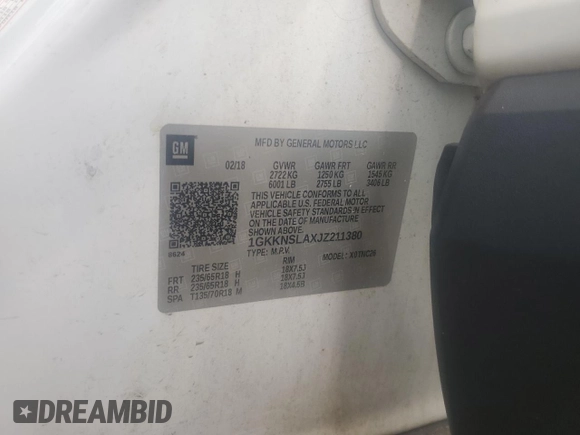 GM
MFD BY GENERAL MOTORS LLC
02/18 GVWR GAWR FRT GAWR RR
2722 KG 1250 KG 1545 KG
6001 LB 2755 LB 3406 LB
THIS VEHICLE CONFORMS TO ALL
APPLICABLE U.S. FEDERAL MOTOR
VEHICLE SAFETY STANDARDS IN EFFECT
ON THE DATE OF MANUFACTURE
SHOWN ABOVE.
1GKKNSLAXJZ211380
0624 TYPE: M.P.V. MODEL:
TIRE SIZE RIM
FRT 235/65R18 H 18X7.5J
RR 235/65R18 H 18X7.5J
SPA T135/70R18 M 18X4.5B
DREAMBID